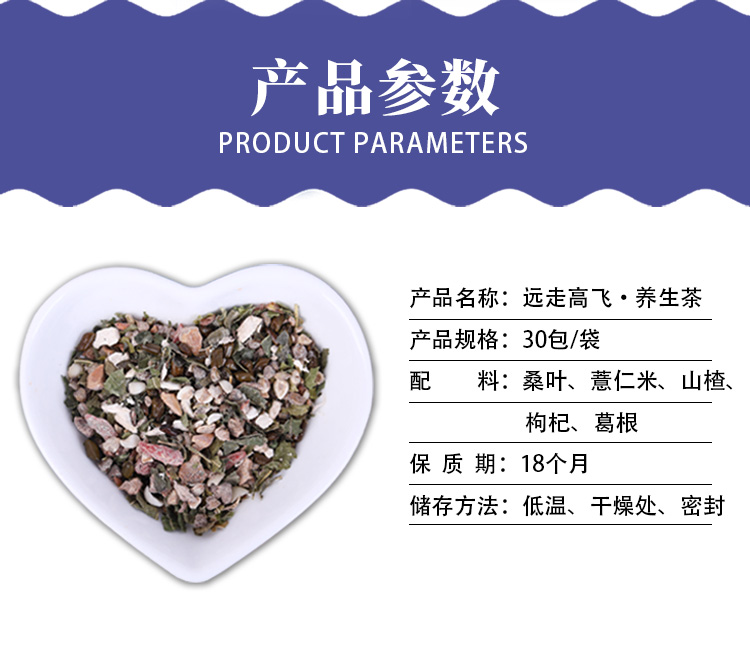 产品参数
PRODUCT PARAMETERS
产品名称：远走高飞·养生茶
产品规格：30包/袋
配　　料：桑叶、薏仁米、山楂、
枸杞、葛根
保 质 期：18个月
储存方法：低温、干燥处、密封